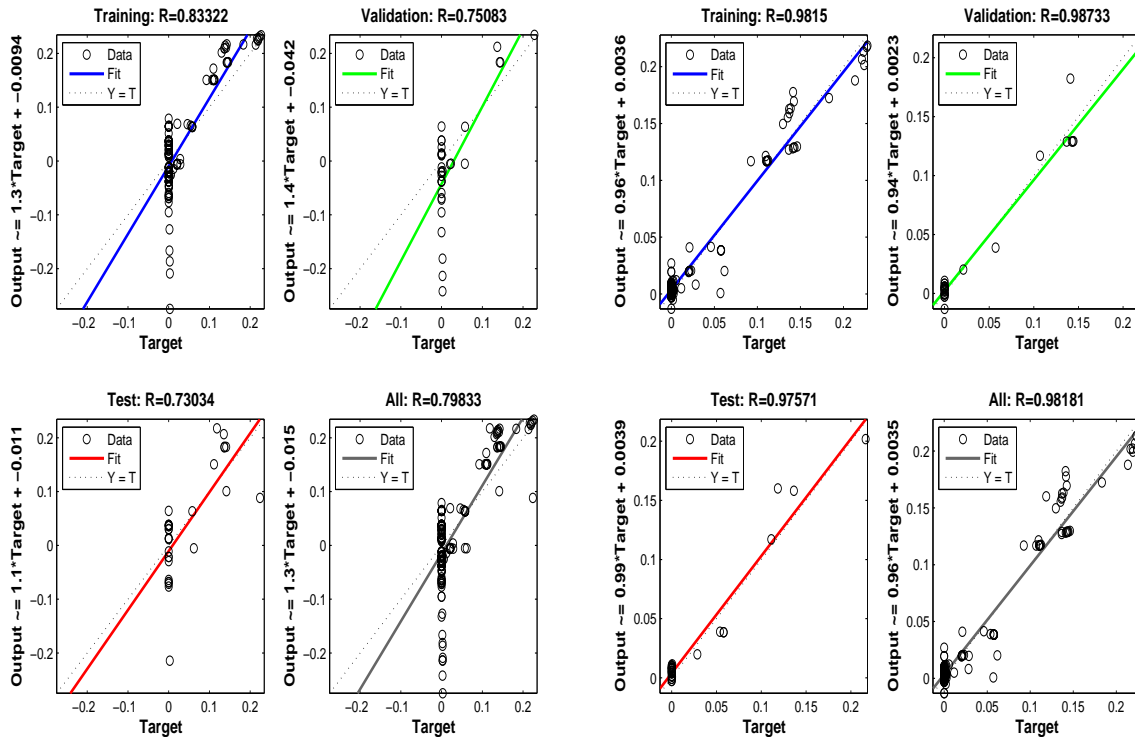 Training: R=0.83322
Output ~= 1.3*Target + −0.0094
Data
Fit
Y = T
0.2
0.1
0
−0.1
−0.2
−0.2
−0.1
0
0.1
0.2
Target
Validation: R=0.75083
Output ~= 1.4*Target + −0.042
Data
Fit
Y = T
0.2
0.1
0
−0.1
−0.2
−0.2
−0.1
0
0.1
0.2
Target
Training: R=0.9815
Output ~= 0.96*Target + 0.0036
Data
Fit
Y = T
0.2
0.15
0.1
0.05
0
0
0.05
0.1
0.15
0.2
Target
Validation: R=0.98733
Output ~= 0.94*Target + 0.0023
Data
Fit
Y = T
0.2
0.15
0.1
0.05
0
0
0.05
0.1
0.15
0.2
Target
Test: R=0.73034
Output ~= 1.1*Target + −0.011
Data
Fit
Y = T
0.2
0.1
0
−0.1
−0.2
−0.2
−0.1
0
0.1
0.2
Target
All: R=0.79833
Output ~= 1.3*Target + −0.015
Data
Fit
Y = T
0.2
0.1
0
−0.1
−0.2
−0.2
−0.1
0
0.1
0.2
Target
Test: R=0.97571
Output ~= 0.99*Target + 0.0039
Data
Fit
Y = T
0.2
0.15
0.1
0.05
0
0
0.05
0.1
0.15
0.2
Target
All: R=0.98181
Output ~= 0.96*Target + 0.0035
Data
Fit
Y = T
0.2
0.15
0.1
0.05
0
0
0.05
0.1
0.15
0.2
Target